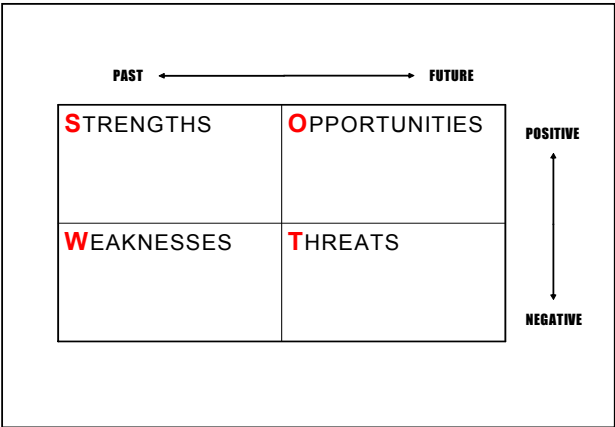 PAST FUTURE
STRENGTHS OPPORTUNITIES
POSITIVE
WEAKNESSES THREATS
NEGATIVE